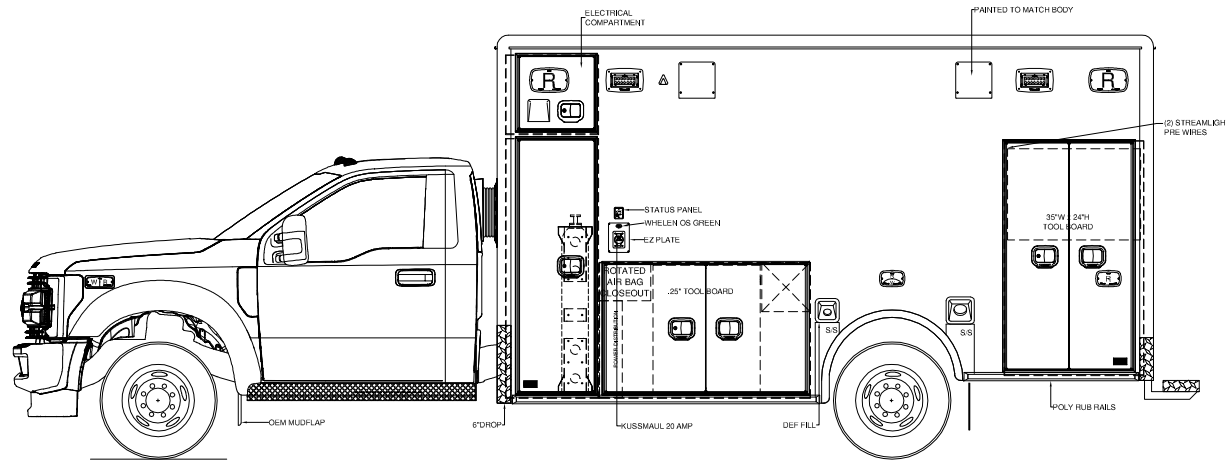 ELECTRICAL
COMPARTMENT
PAINTED TO MATCH BODY
R
R
(2) STREAMLIGH
PRE WIRES
STATUS PANEL
WHELEN OS GREEN
EZ PLATE
35"W x 24"H
TOOL BOARD
ROTATED
AIR BAG
CLOSEOUT
.25" TOOL BOARD
POWER DISTRIBUTION
W R
R
S/S
S/S
OEM MUDFLAP
6"DROP
KUSSMAUL 20 AMP
DEF FILL
POLY RUB RAILS